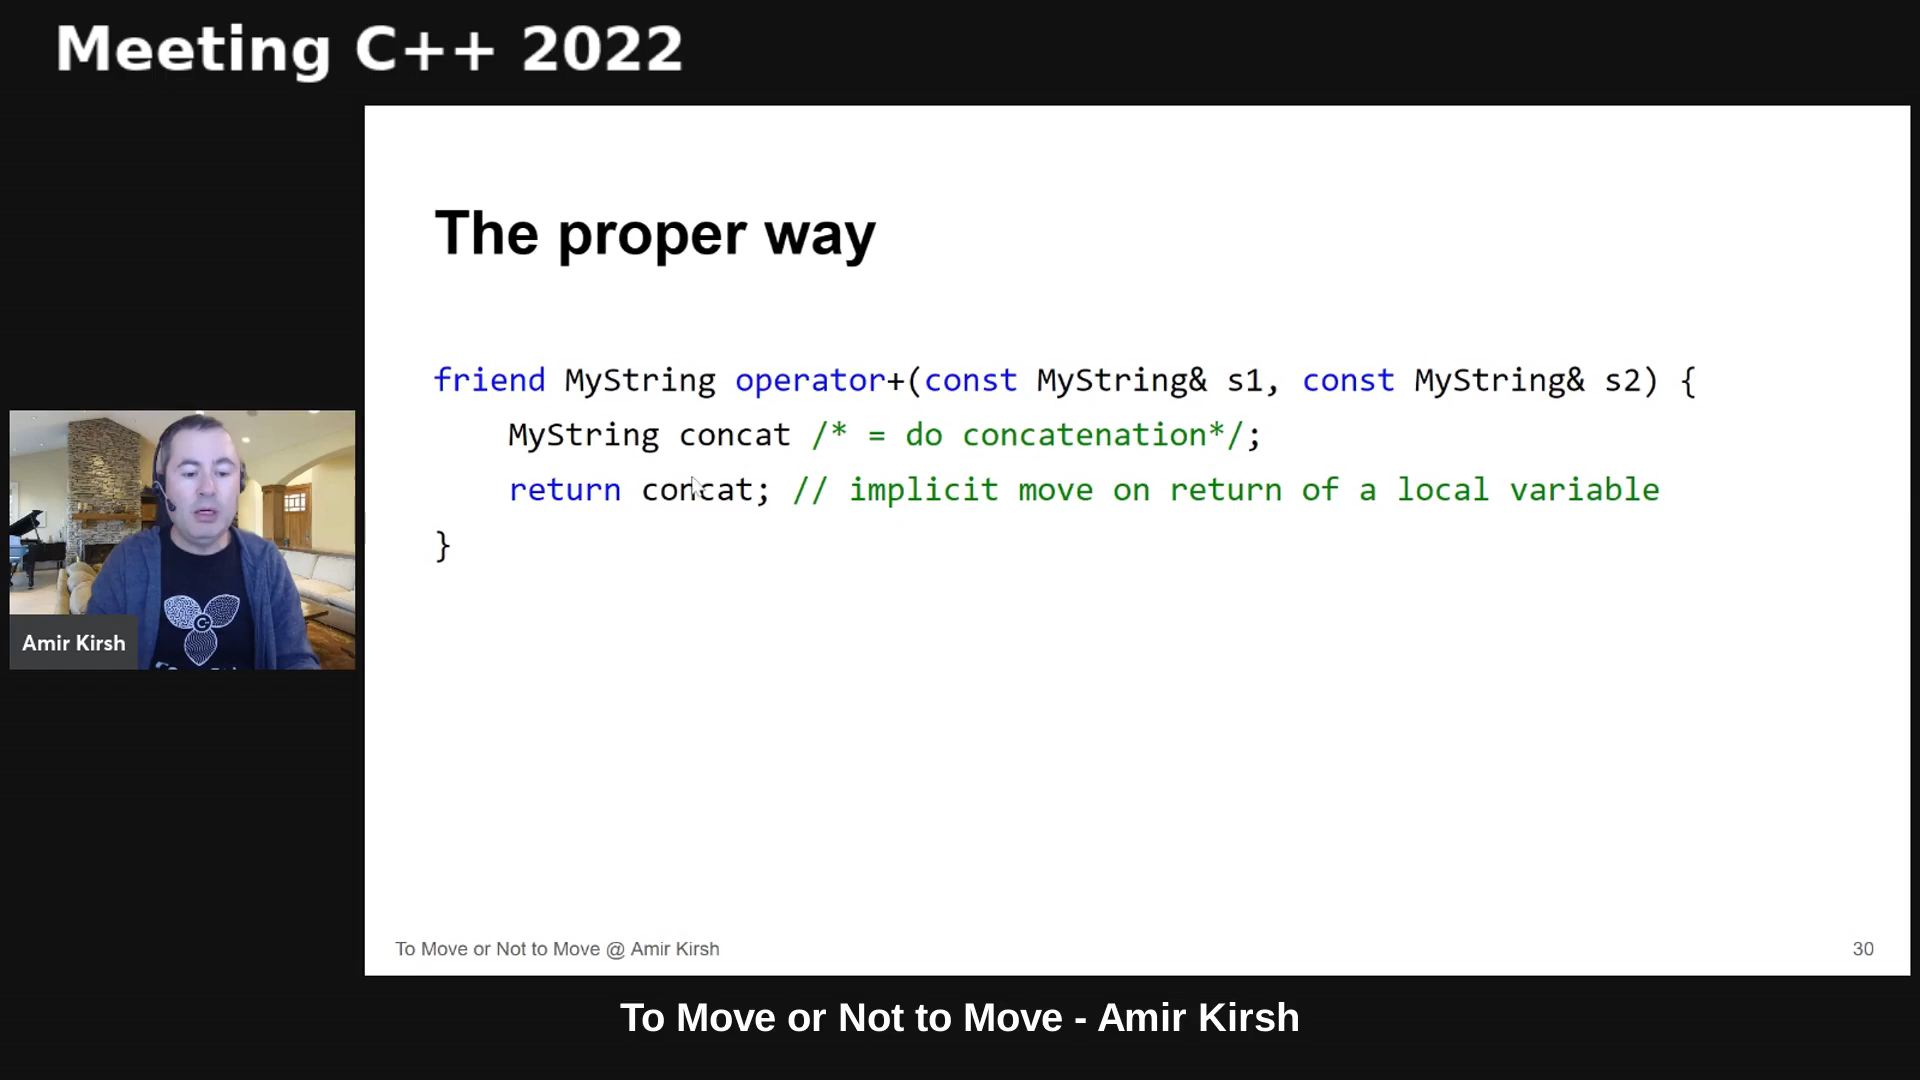 Meeting C++ 2022
The proper way
friend MyString operator+(const MyString& s1, const MyString& s2) {
MyString concat /* = do concatenation*/;
return concat; // implicit move on return of a local variable
}
Amir Kirsh
To Move or Not to Move @ Amir Kirsh
30
To Move or Not to Move - Amir Kirsh